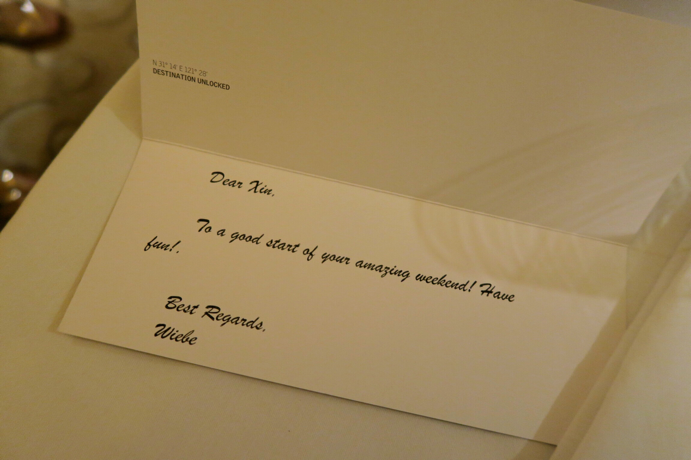 N 31° 14' E 121° 28'
DESTINATION UNLOCKED
Dear Xin,
To a good start of your amazing weekend! Have
fun!.
Best Regards,
Wiebe